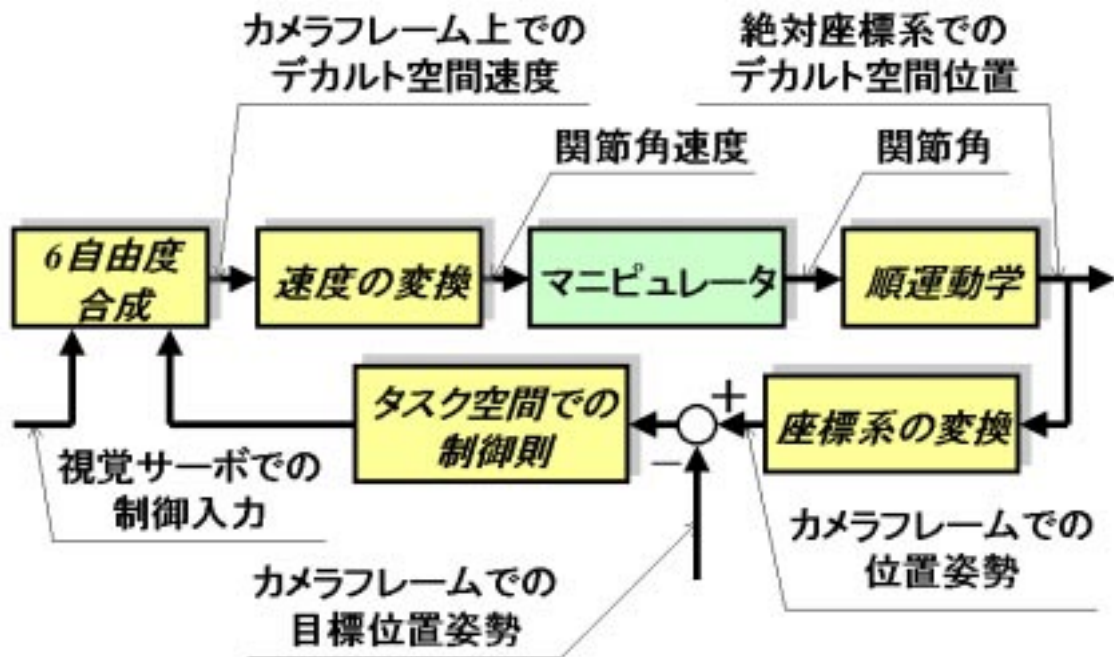 カメラフレーム上での
デカルト空間速度
絶対座標系での
デカルト空間位置
関節角速度
関節角
6自由度
合成
速度の変換
マニピュレータ
順運動学
タスク空間での
制御則
+
−
座標系の変換
視覚サーボでの
制御入力
カメラフレームでの
目標位置姿勢
カメラフレームでの
位置姿勢